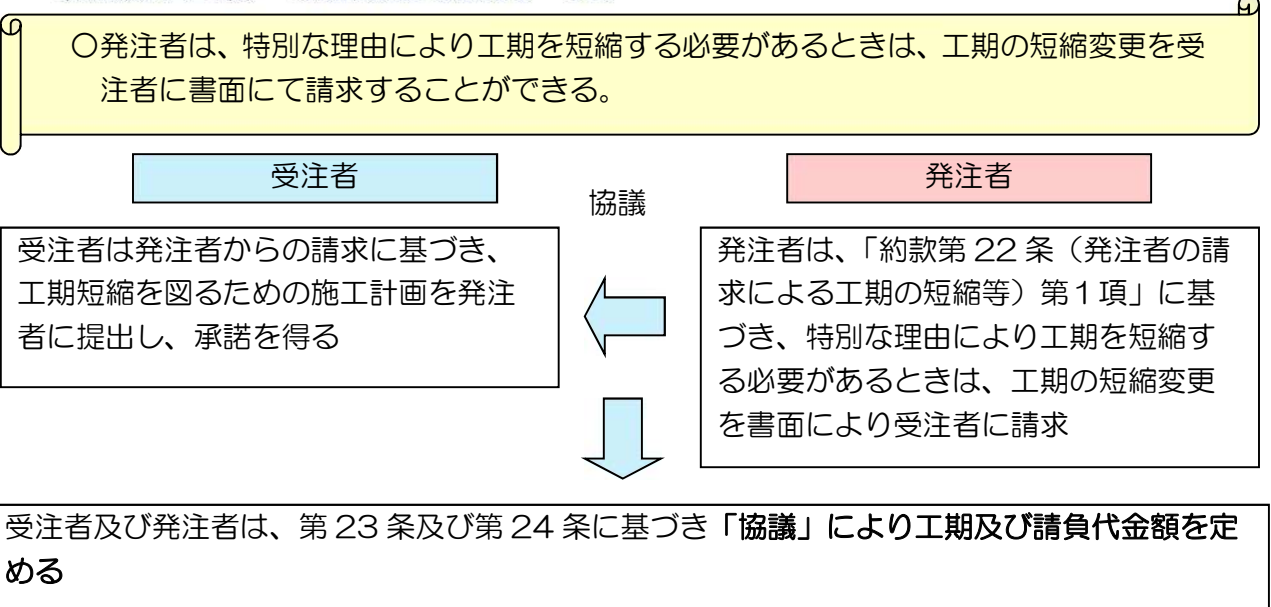 〇発注者は、特別な理由により工期を短縮する必要があるときは、工期の短縮変更を受
注者に書面にて請求することができる。
受注者
発注者
協議
受注者は発注者からの請求に基づき、
工期短縮を図るための施工計画を発注
者に提出し、承諾を得る
発注者は、「約款第 22 条（発注者の請
求による工期の短縮等）第１項」に基
づき、特別な理由により工期を短縮す
る必要があるときは、工期の短縮変更
を書面により受注者に請求
受注者及び発注者は、第 23 条及び第 24 条に基づき「協議」により工期及び請負代金額を定
める